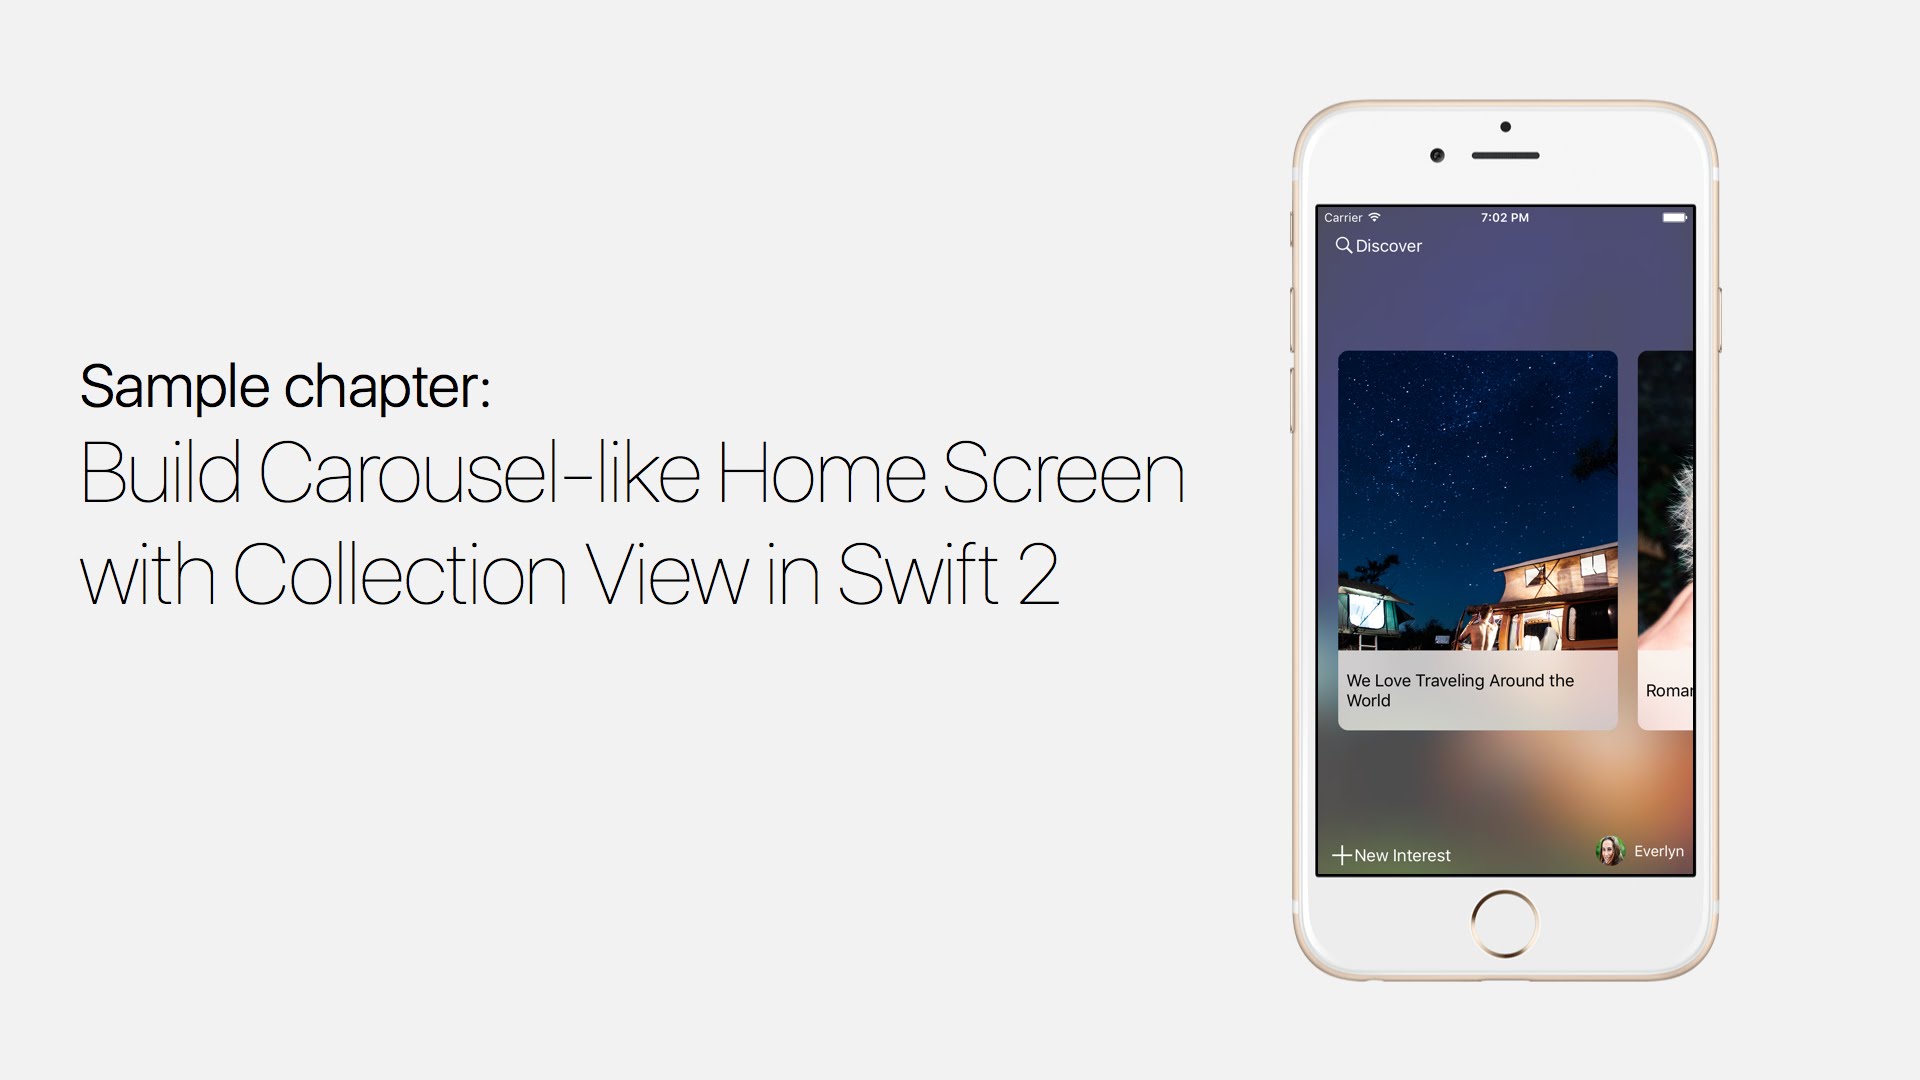 Sample chapter:
Build Carousel-like Home Screen
with Collection View in Swift 2
Carrier
7:02 PM
Discover
We Love Traveling Around the
World
Roman
New Interest
Everlyn